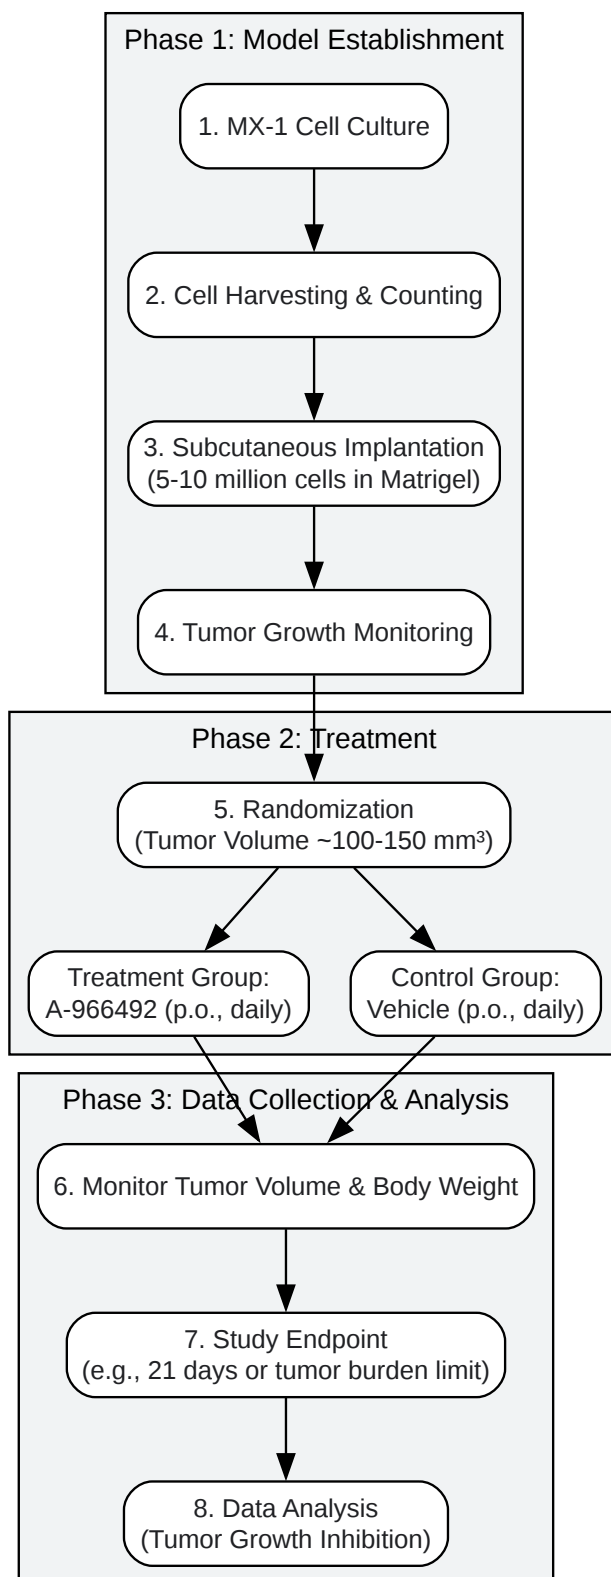 Phase 1: Model Establishment
1. MX-1 Cell Culture
2. Cell Harvesting & Counting
3. Subcutaneous Implantation
(5-10 million cells in Matrigel)
4. Tumor Growth Monitoring
Phase 2: Treatment
5. Randomization
(Tumor Volume ~100-150 mm³)
Treatment Group:
A-966492 (p.o., daily)
Control Group:
Vehicle (p.o., daily)
Phase 3: Data Collection & Analysis
6. Monitor Tumor Volume & Body Weight
7. Study Endpoint
(e.g., 21 days or tumor burden limit)
8. Data Analysis
(Tumor Growth Inhibition)